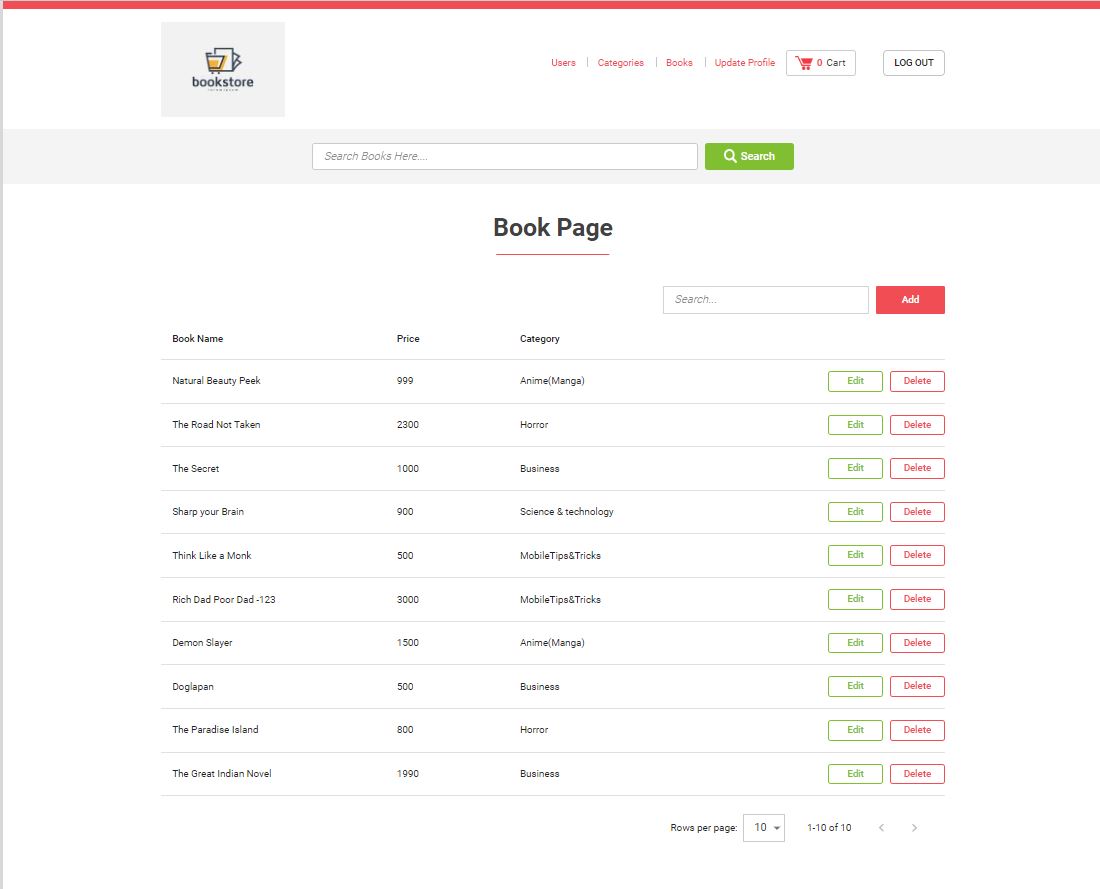 bookstore
Users Categories Books Update Profile 0 Cart LOG OUT
Search Books Here.... Search
Book Page
Search... Add
Book Name Price Category
Natural Beauty Peek 999 Anime(Manga) Edit Delete
The Road Not Taken 2300 Horror Edit Delete
The Secret 1000 Business Edit Delete
Sharp your Brain 900 Science & technology Edit Delete
Think Like a Monk 500 MobileTips&Tricks Edit Delete
Rich Dad Poor Dad -123 3000 MobileTips&Tricks Edit Delete
Demon Slayer 1500 Anime(Manga) Edit Delete
Doglapan 500 Business Edit Delete
The Paradise Island 800 Horror Edit Delete
The Great Indian Novel 1990 Business Edit Delete
Rows per page: 10 1-10 of 10